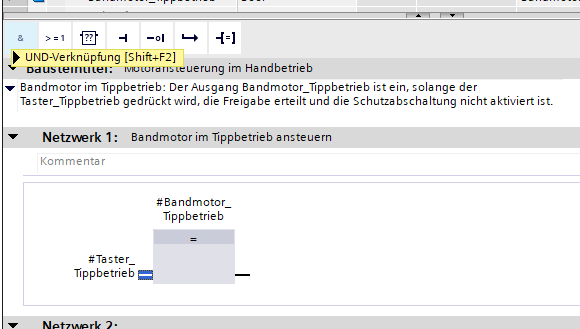 & >=1 [??] ⊣ –o| ↦ –[=]
UND-Verknüpfung [Shift+F2]
Bausteintitel: Motoransteuerung im Handbetrieb
Bandmotor im Tippbetrieb: Der Ausgang Bandmotor_Tippbetrieb ist ein, solange der
Taster_Tippbetrieb gedrückt wird, die Freigabe erteilt und die Schutzabschaltung nicht aktiviert ist.
Netzwerk 1: Bandmotor im Tippbetrieb ansteuern
Kommentar
#Bandmotor_
Tippbetrieb
=
#Taster_
Tippbetrieb
Netzwerk 2: